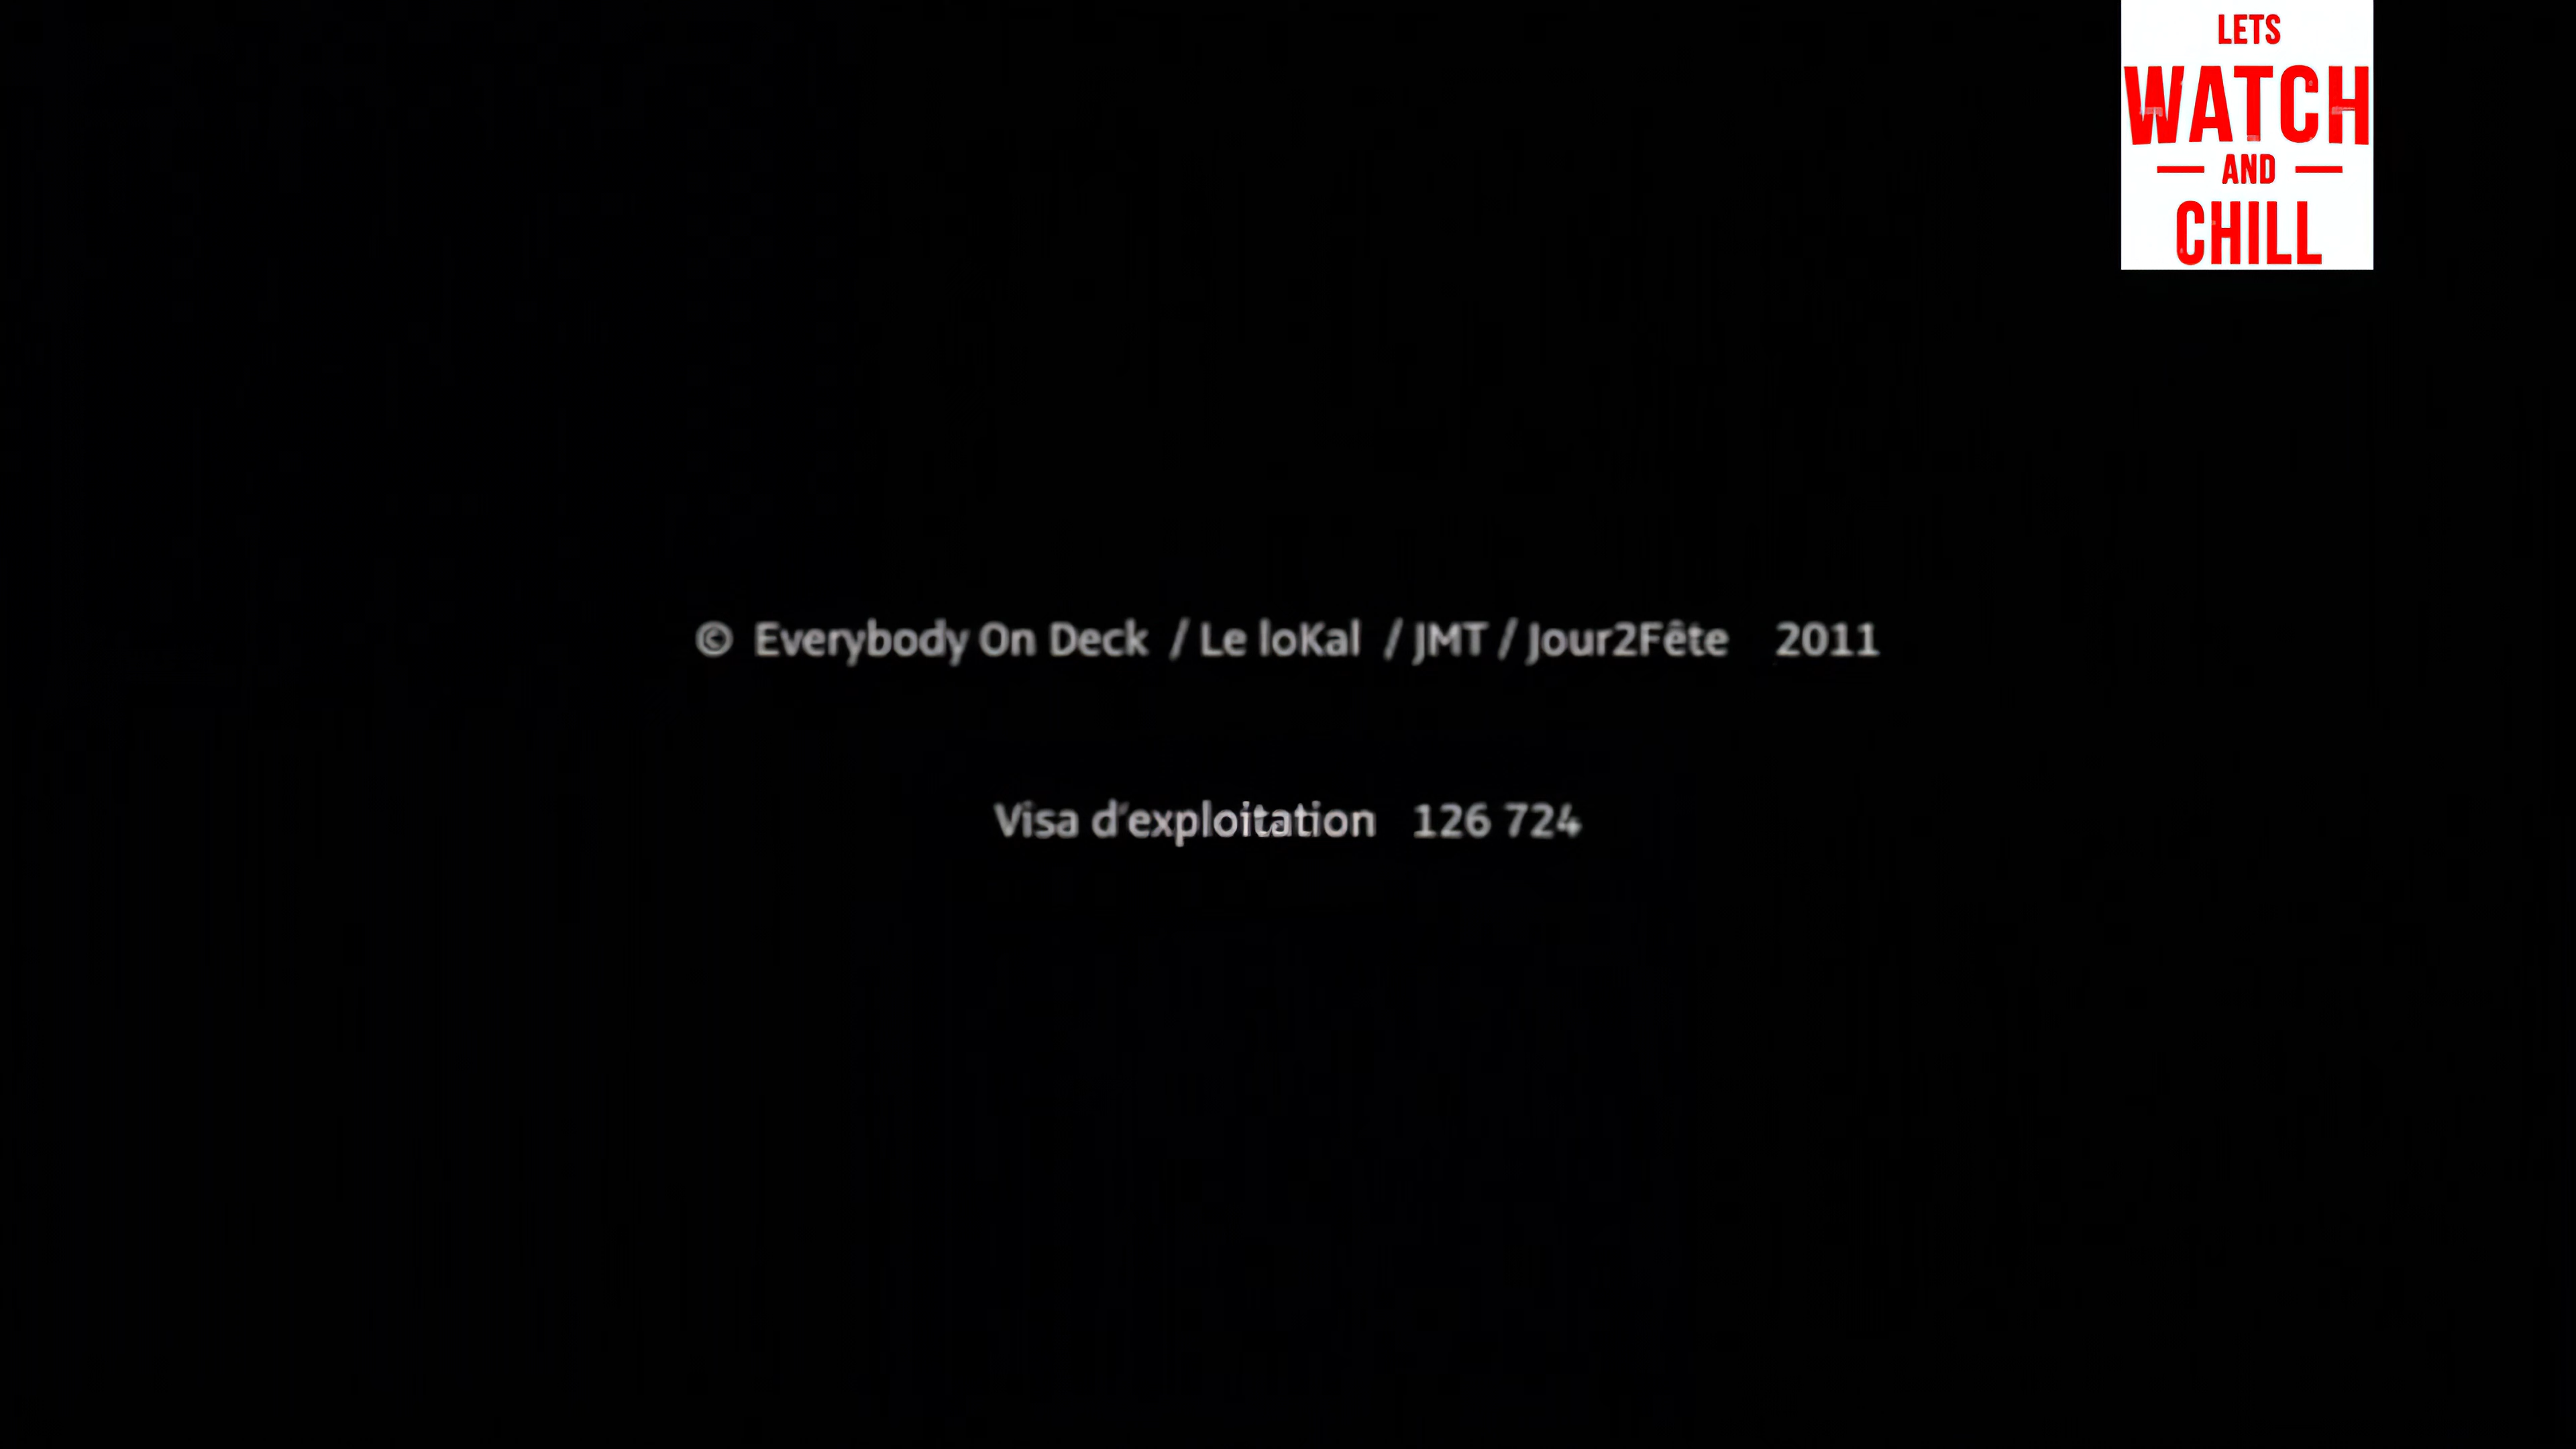 LETS
WATCH
AND
CHILL
© Everybody On Deck / Le loKal / JMT / Jour2Fête 2011
Visa d'exploitation 126 724